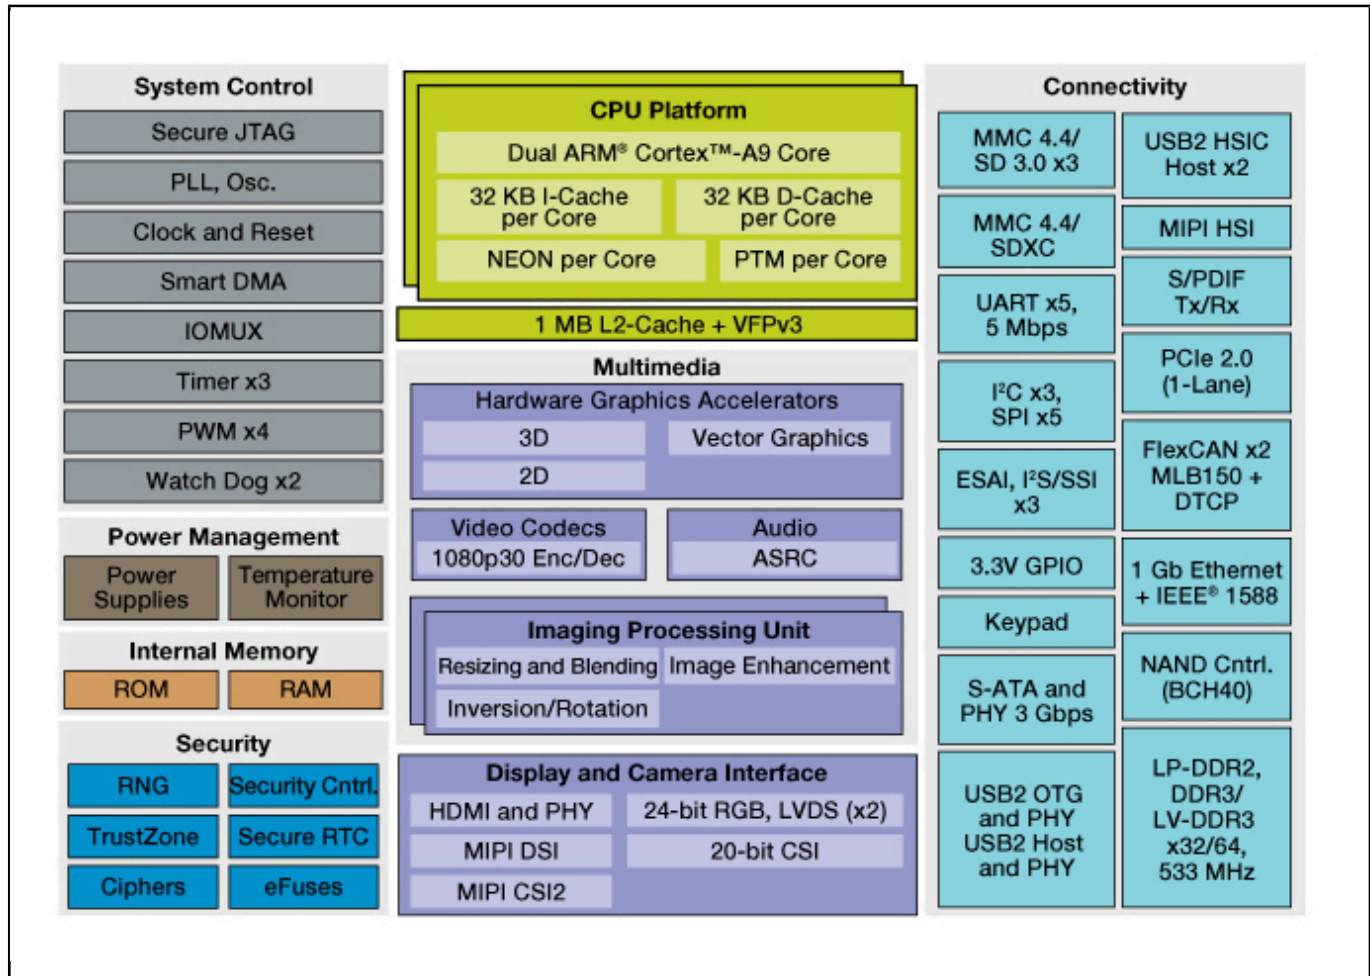 System Control
Secure JTAG
PLL, Osc.
Clock and Reset
Smart DMA
IOMUX
Timer x3
PWM x4
Watch Dog x2
Power Management
Power
Supplies
Temperature
Monitor
Internal Memory
ROM
RAM
Security
RNG
Security Cntrl.
TrustZone
Secure RTC
Ciphers
eFuses
CPU Platform
Dual ARM® Cortex™-A9 Core
32 KB I-Cache
per Core
32 KB D-Cache
per Core
NEON per Core
PTM per Core
1 MB L2-Cache + VFPv3
Multimedia
Hardware Graphics Accelerators
3D
Vector Graphics
2D
Video Codecs
1080p30 Enc/Dec
Audio
ASRC
Imaging Processing Unit
Resizing and Blending
Image Enhancement
Inversion/Rotation
Display and Camera Interface
HDMI and PHY
24-bit RGB, LVDS (x2)
MIPI DSI
20-bit CSI
MIPI CSI2
Connectivity
MMC 4.4/
SD 3.0 x3
MMC 4.4/
SDXC
UART x5,
5 Mbps
I²C x3,
SPI x5
ESAI, I²S/SSI
x3
3.3V GPIO
Keypad
S-ATA and
PHY 3 Gbps
USB2 OTG
and PHY
USB2 Host
and PHY
USB2 HSIC
Host x2
MIPI HSI
S/PDIF
Tx/Rx
PCIe 2.0
(1-Lane)
FlexCAN x2
MLB150 +
DTCP
1 Gb Ethernet
+ IEEE® 1588
NAND Cntrl.
(BCH40)
LP-DDR2,
DDR3/
LV-DDR3
x32/64,
533 MHz